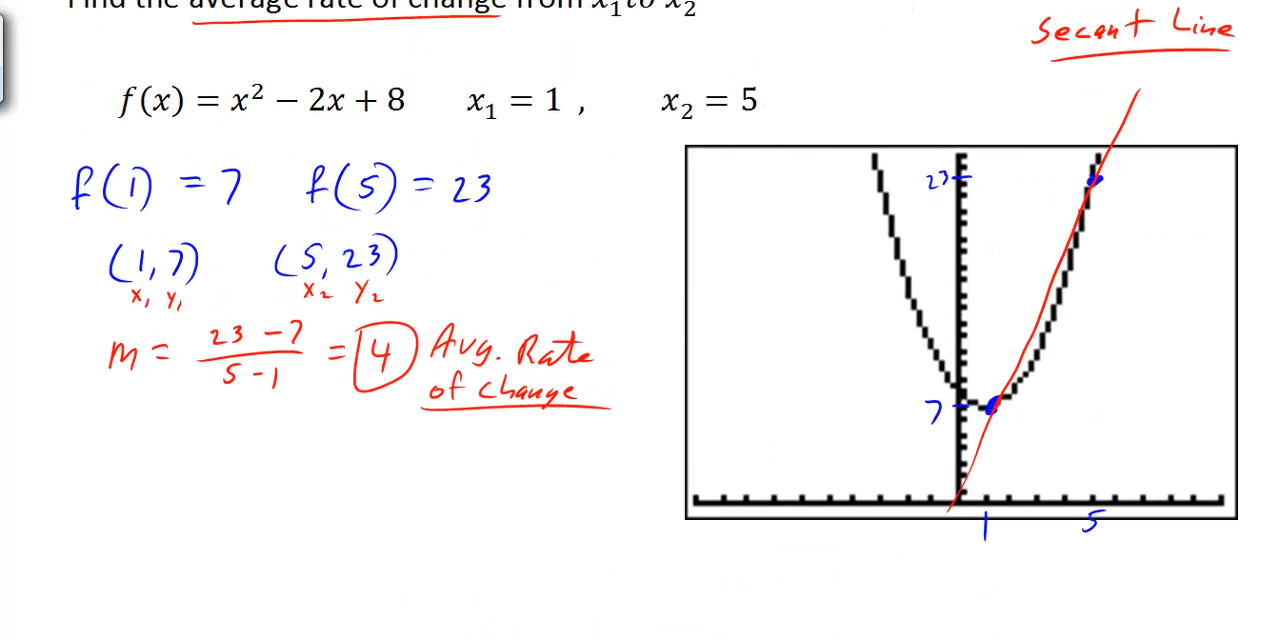 Find the average rate of change from x₁ to x₂
Secant Line
f(x) = x² − 2x + 8 x₁ = 1 , x₂ = 5
f(1) = 7 f(5) = 23
(1, 7) (5, 23)
x₁ y₁ x₂ y₂
m = (23 − 7)/(5 − 1) = 4 Avg. Rate
of change
23
7
1 5